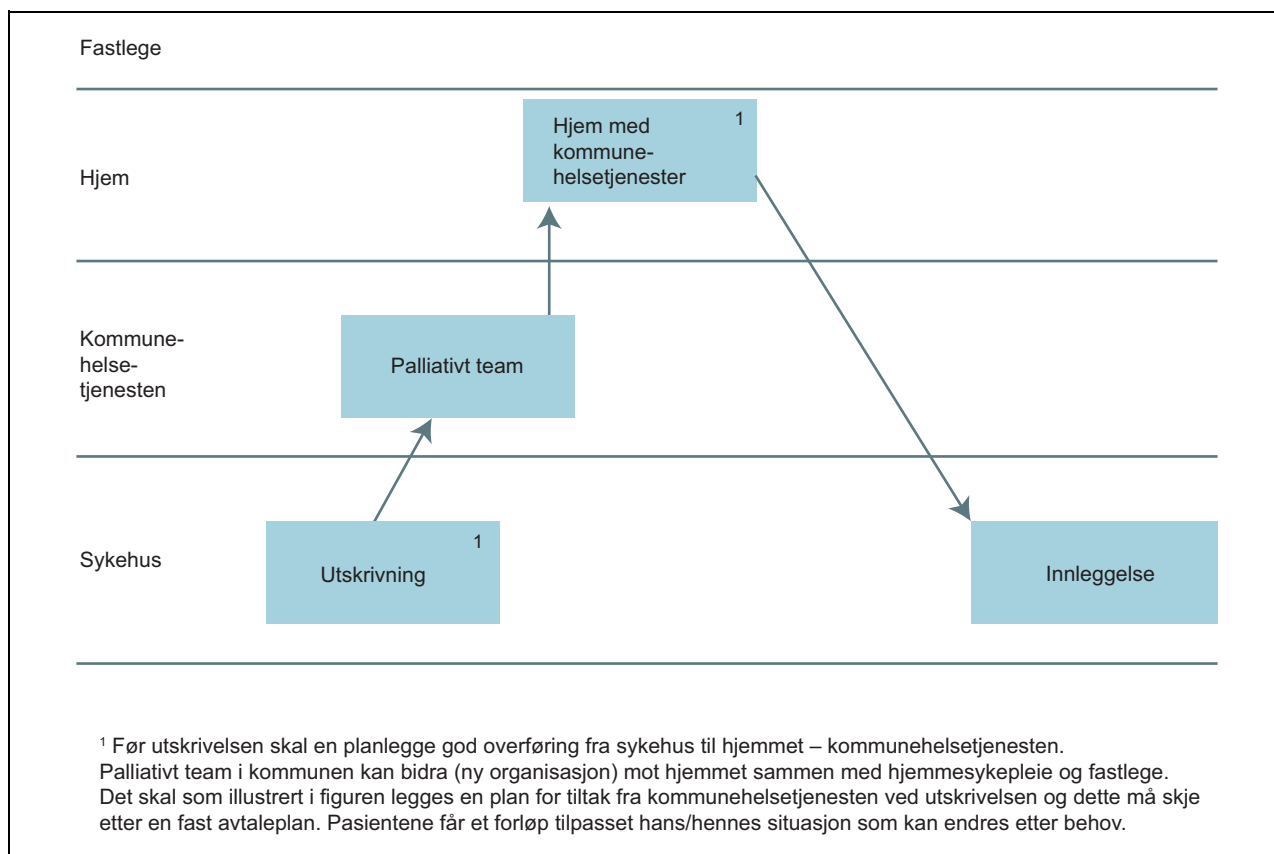 Fastlege
Hjem med
kommune-
helsetjenester
1
Hjem
Kommune-
helse-
tjenesten
Palliativt team
Sykehus
Utskrivning
1
Innleggelse
1 Før utskrivelsen skal en planlegge god overføring fra sykehus til hjemmet – kommunehelsetjenesten.
Palliativt team i kommunen kan bidra (ny organisasjon) mot hjemmet sammen med hjemmesykepleie og fastlege.
Det skal som illustrert i figuren legges en plan for tiltak fra kommunehelsetjenesten ved utskrivelsen og dette må skje
etter en fast avtaleplan. Pasientene får et forløp tilpasset hans/hennes situasjon som kan endres etter behov.